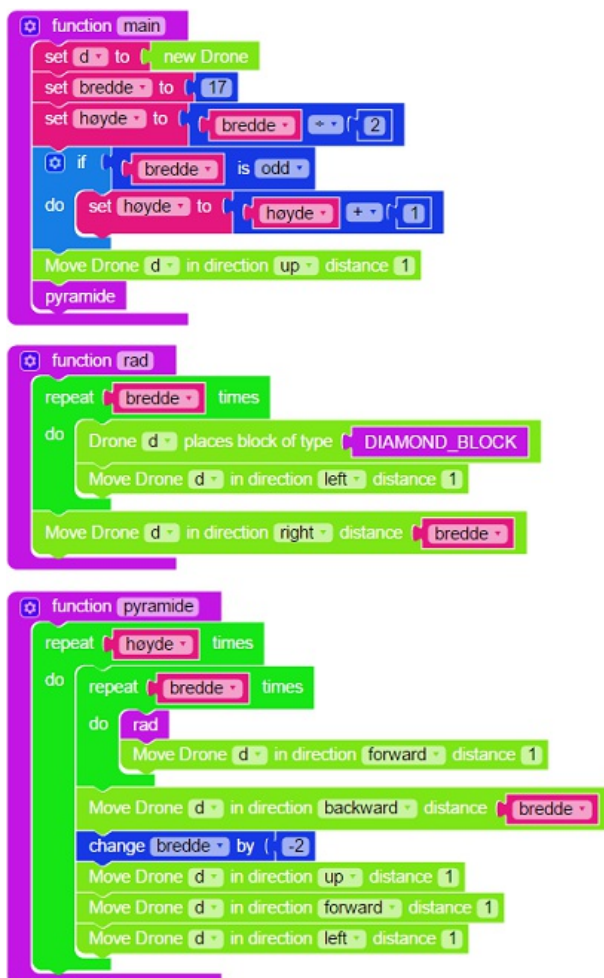 function main
set d to new Drone
set bredde to 17
set høyde to bredde ÷ 2
if bredde is odd
do set høyde to høyde + 1
Move Drone d in direction up distance 1
pyramide
function rad
repeat bredde times
do Drone d places block of type DIAMOND_BLOCK
Move Drone d in direction left distance 1
Move Drone d in direction right distance bredde
function pyramide
repeat høyde times
do repeat bredde times
do rad
Move Drone d in direction forward distance 1
Move Drone d in direction backward distance bredde
change bredde by -2
Move Drone d in direction up distance 1
Move Drone d in direction forward distance 1
Move Drone d in direction left distance 1